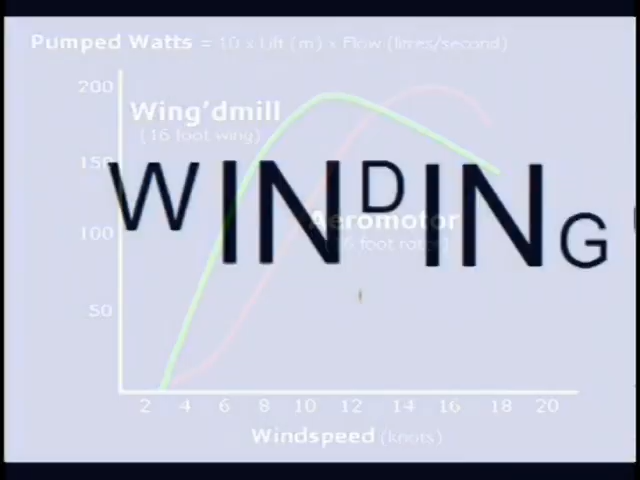 Pumped Watts = 10 x Lift (m) x Flow (litres/second)
200
Wing'dmill
(16 foot wing)
150
WINDING
Aeromotor
100
50
2 4 6 8 10 12 14 16 18 20
Windspeed (knots)